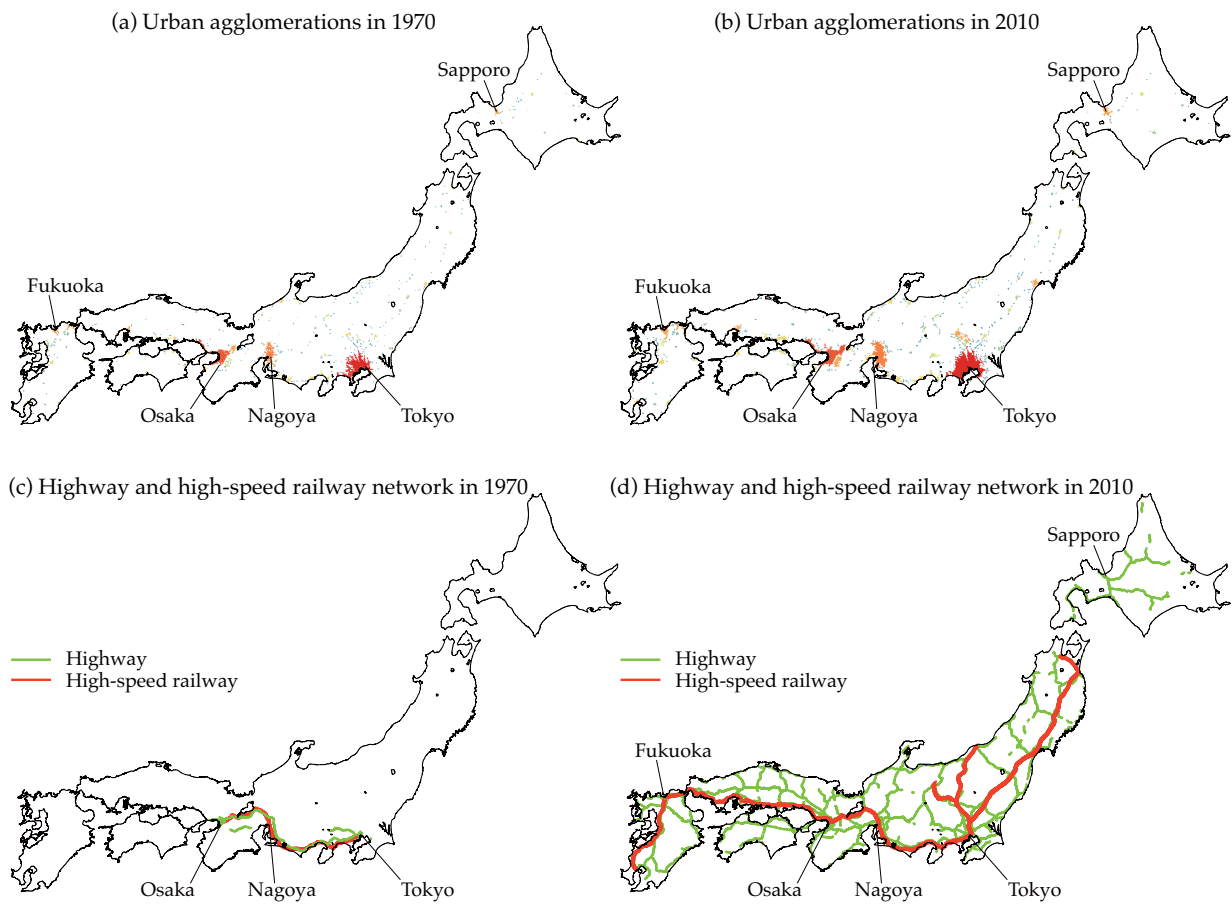 (a) Urban agglomerations in 1970
Sapporo
Fukuoka
Osaka
Nagoya
Tokyo
(b) Urban agglomerations in 2010
Sapporo
Fukuoka
Osaka
Nagoya
Tokyo
(c) Highway and high-speed railway network in 1970
Highway
High-speed railway
Osaka
Nagoya
Tokyo
(d) Highway and high-speed railway network in 2010
Sapporo
Highway
High-speed railway
Fukuoka
Osaka
Nagoya
Tokyo